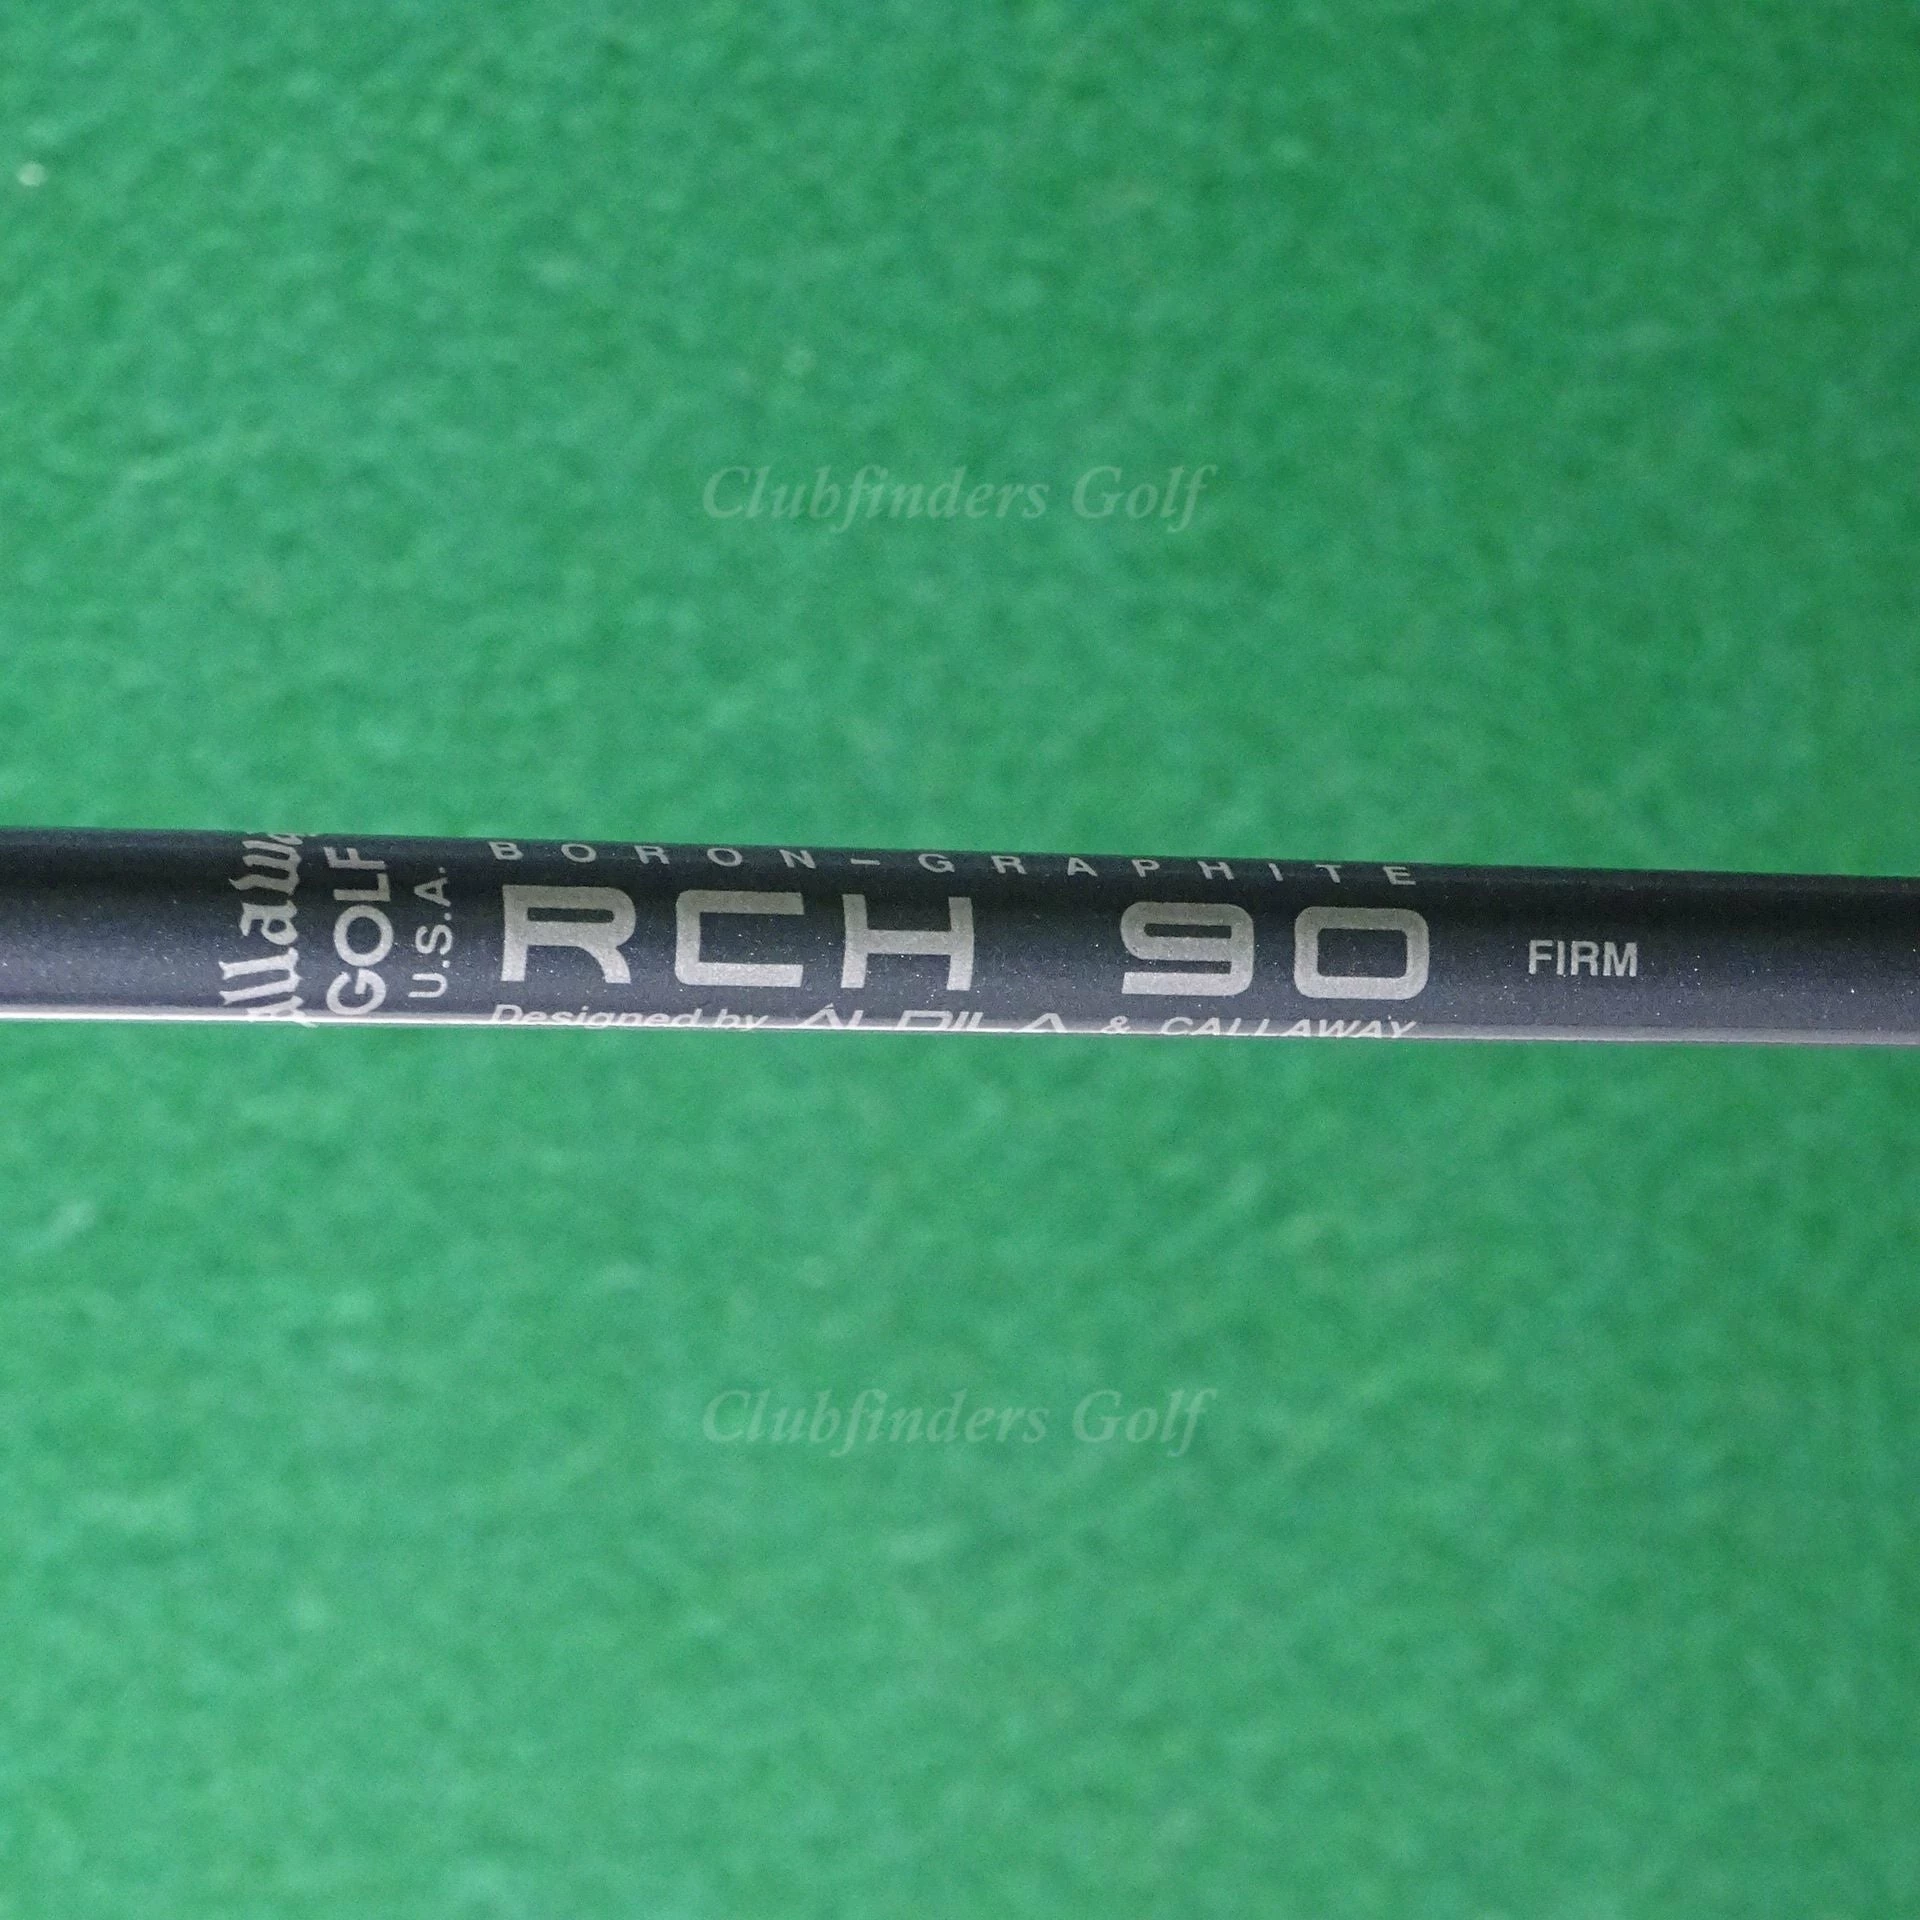 Clubfinders Golf
GOLF
U.S.A.
BORON-GRAPHITE
RCH 90
FIRM
Designed by ALDILA & CALLAWAY
Clubfinders Golf